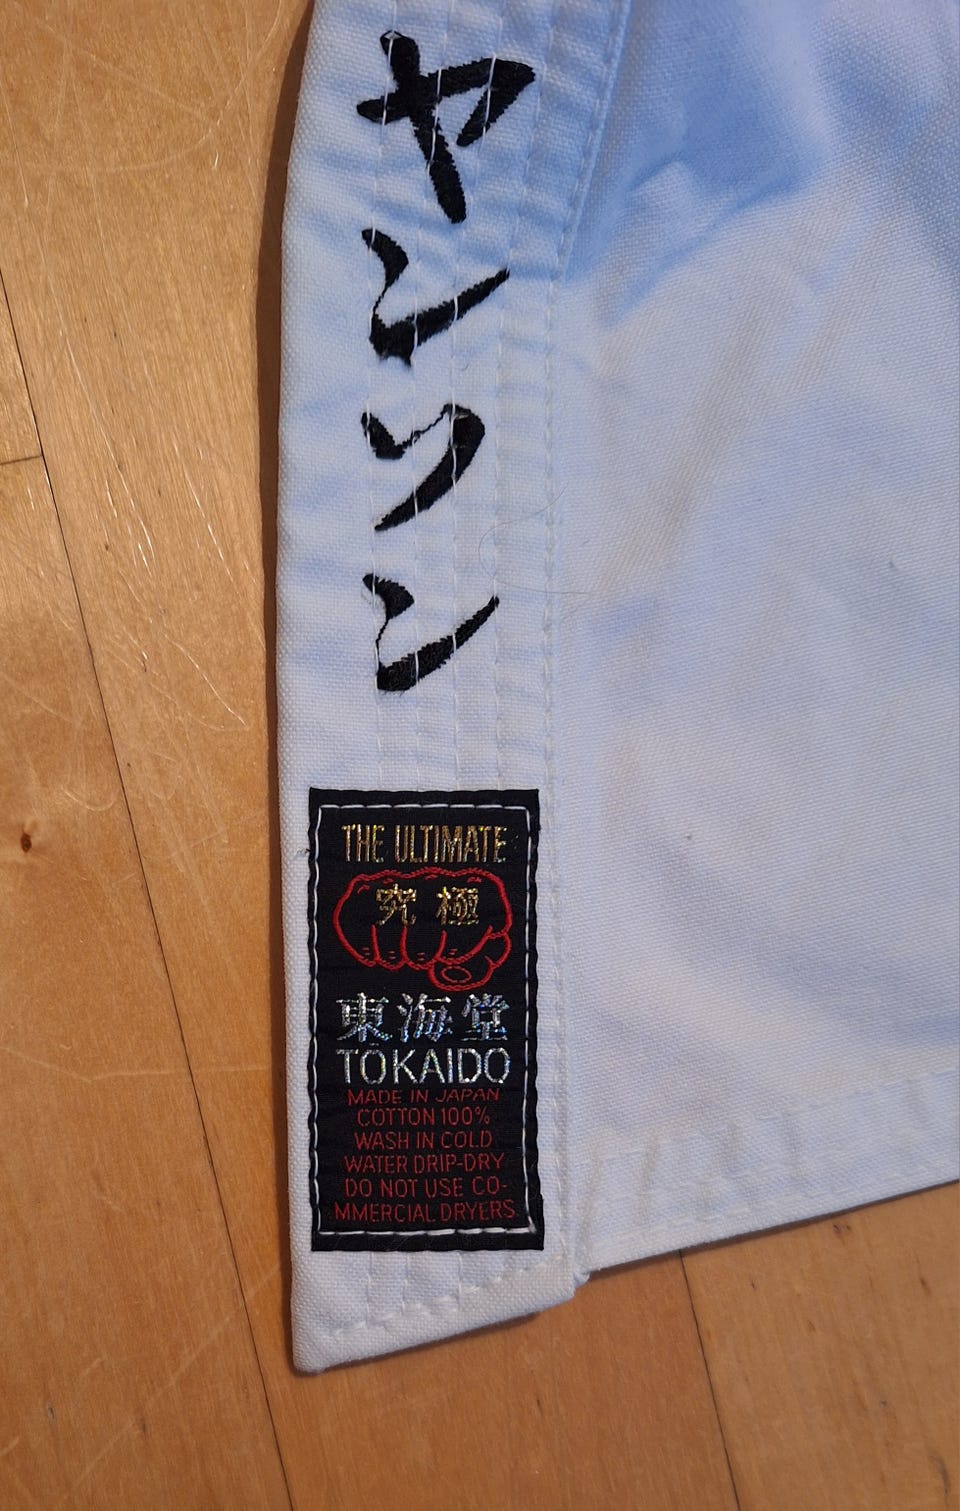 ヤンソン
THE ULTIMATE
究極
東海堂
TOKAIDO
MADE IN JAPAN
COTTON 100%
WASH IN COLD
WATER DRIP-DRY
DO NOT USE CO-
MMERCIAL DRYERS.